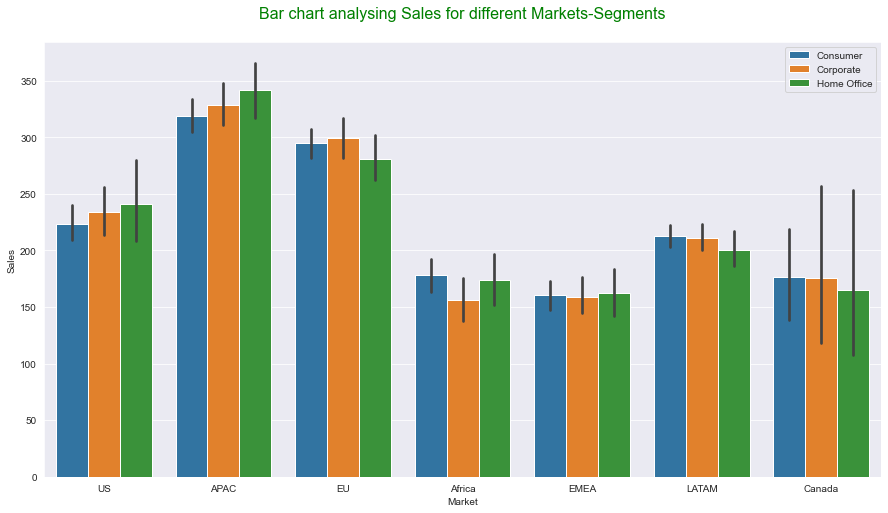 Bar chart analysing Sales for different Markets-Segments
Consumer
Corporate
Home Office
Sales
350
300
250
200
150
100
50
0
US APAC EU Africa EMEA LATAM Canada
Market